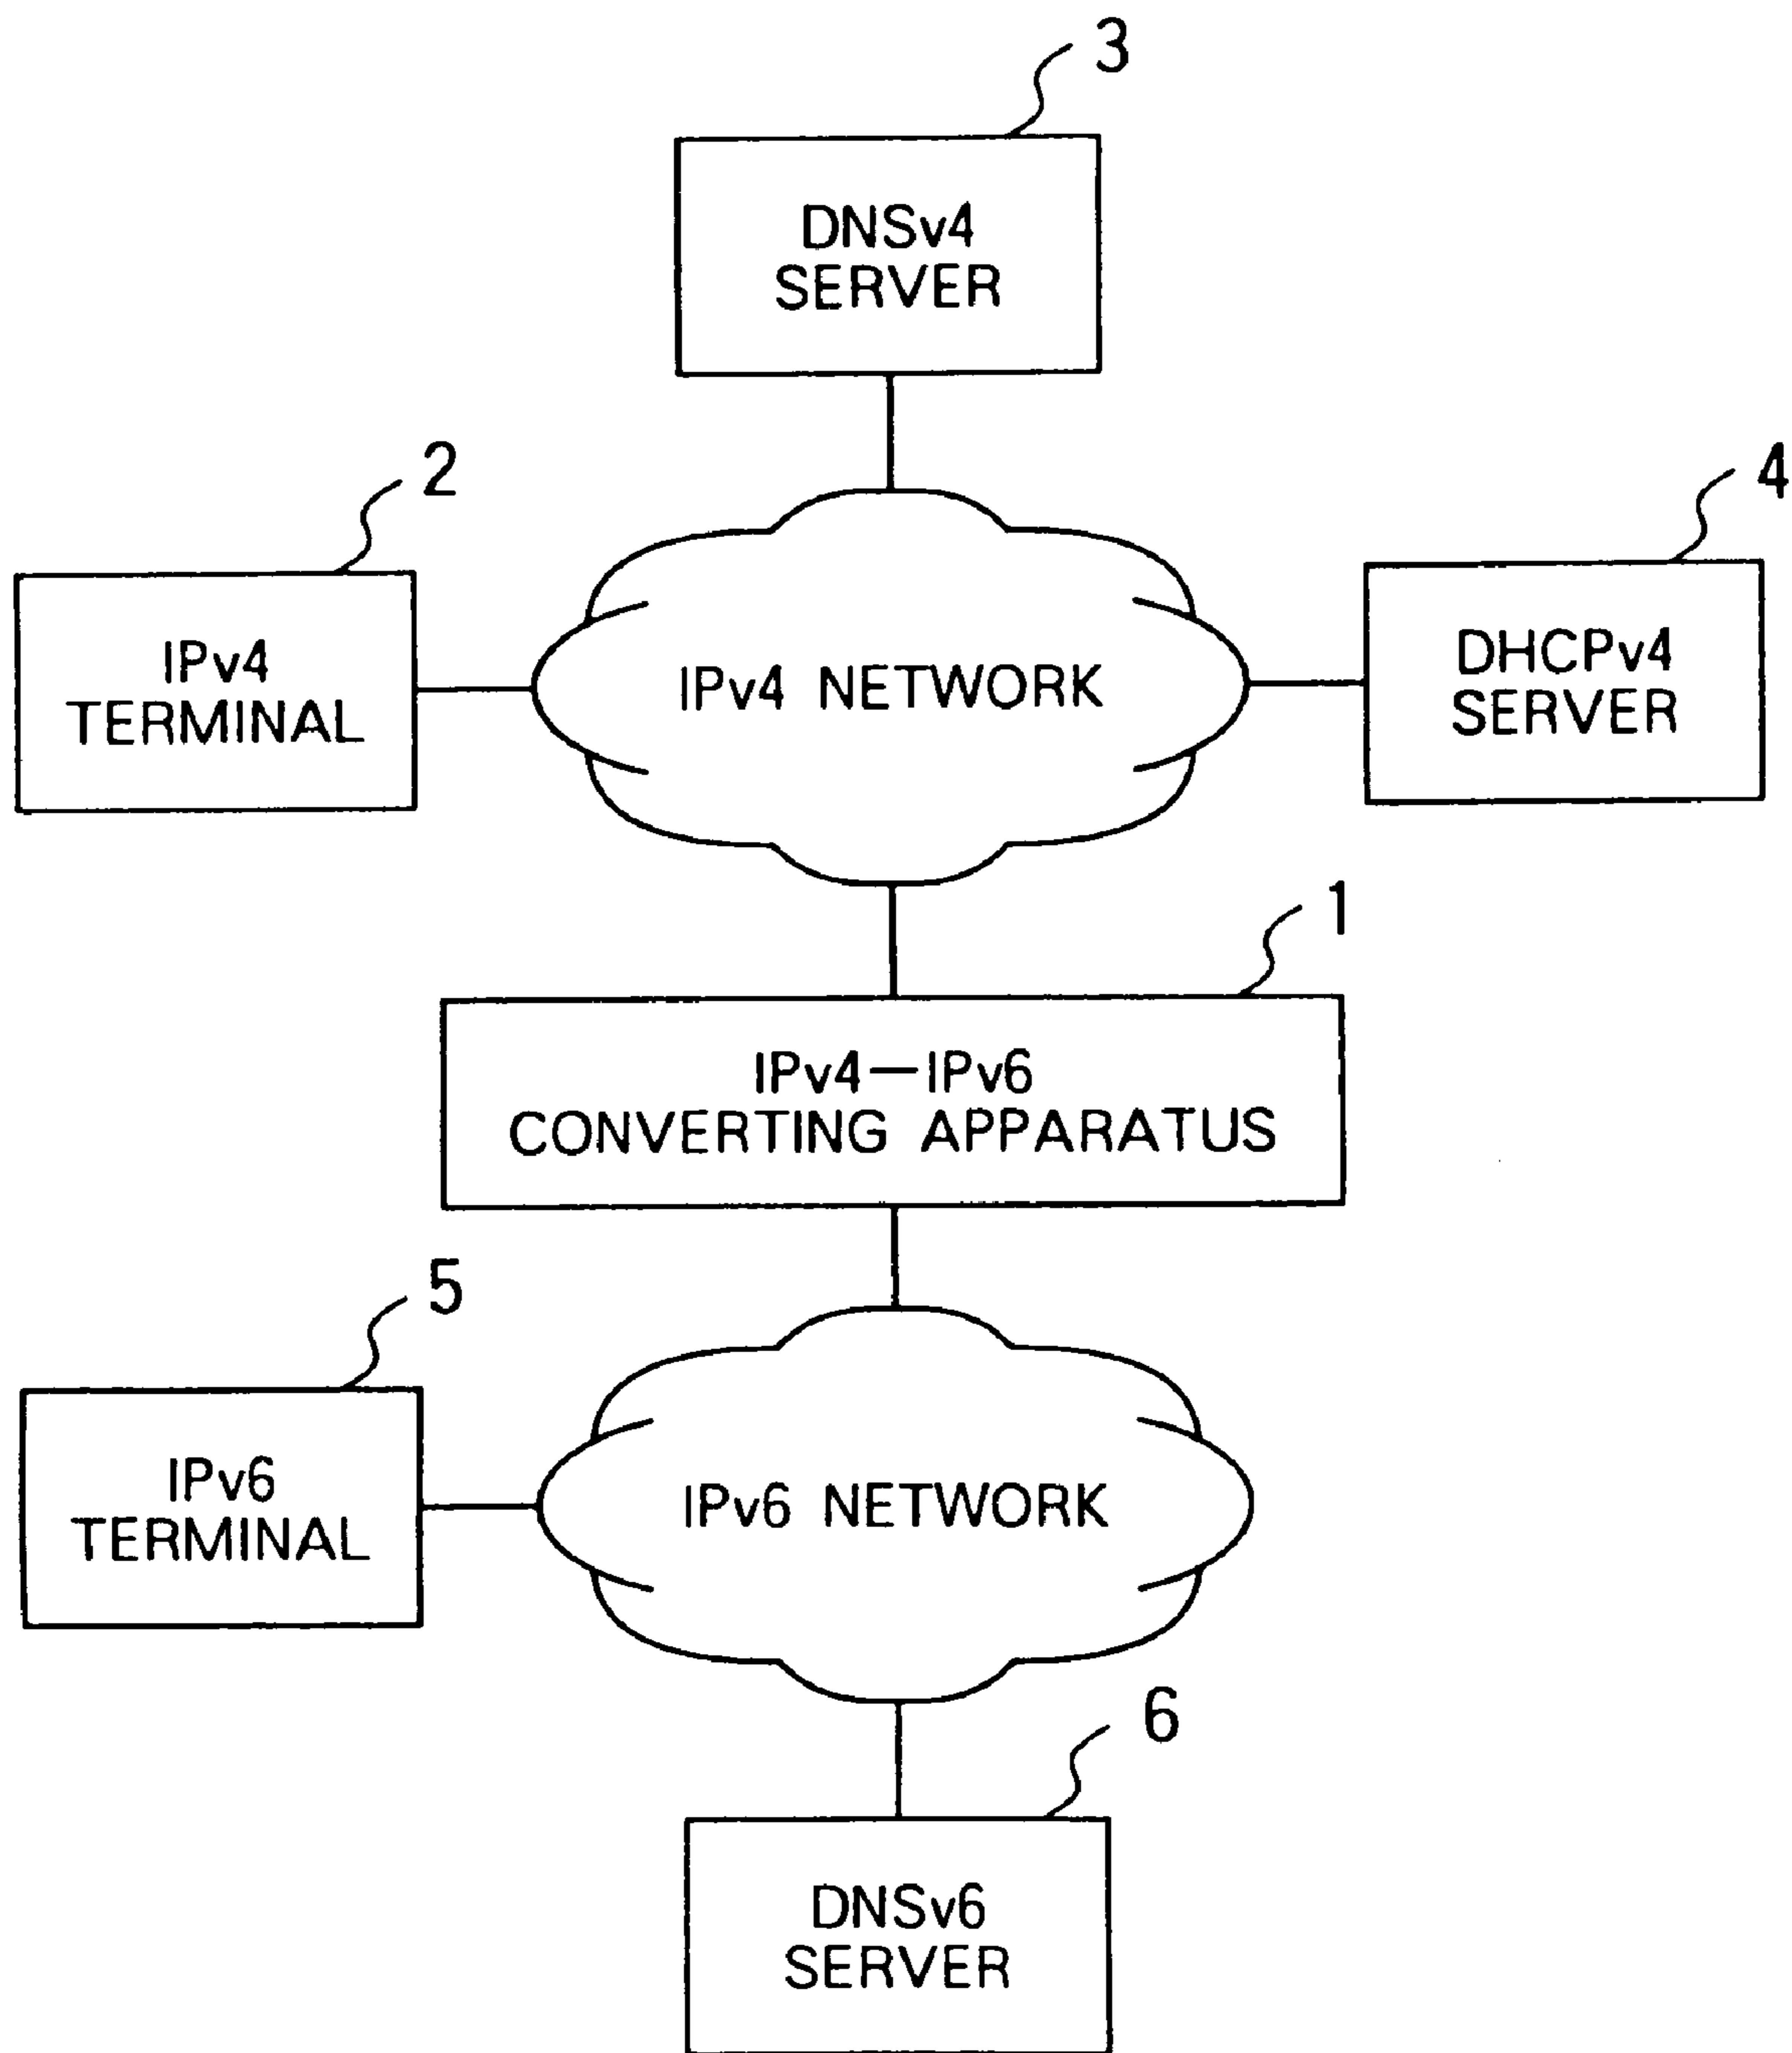 3
DNSv4
SERVER
2
4
IPv4
TERMINAL
IPv4 NETWORK
DHCPv4
SERVER
1
IPv4—IPv6
CONVERTING APPARATUS
5
IPv6
TERMINAL
IPv6 NETWORK
6
DNSv6
SERVER